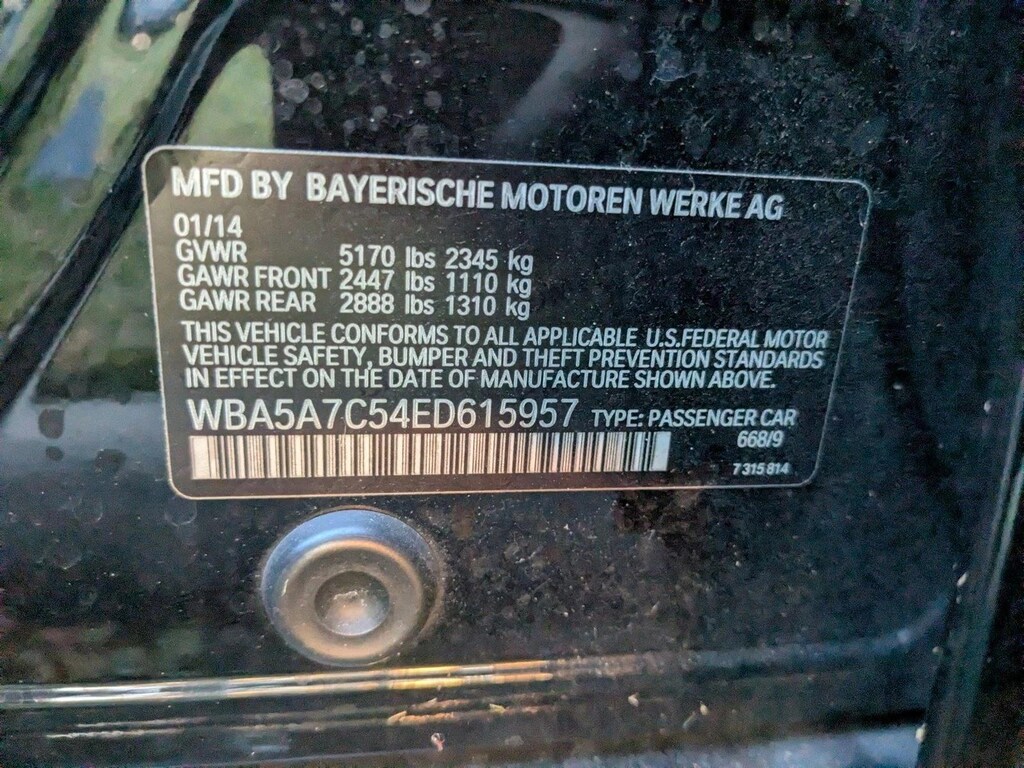 MFD BY BAYERISCHE MOTOREN WERKE AG
01/14
GVWR 5170 lbs 2345 kg
GAWR FRONT 2447 lbs 1110 kg
GAWR REAR 2888 lbs 1310 kg
THIS VEHICLE CONFORMS TO ALL APPLICABLE U.S.FEDERAL MOTOR
VEHICLE SAFETY, BUMPER AND THEFT PREVENTION STANDARDS
IN EFFECT ON THE DATE OF MANUFACTURE SHOWN ABOVE.
WBA5A7C54ED615957 TYPE: PASSENGER CAR
668/9
7 315 814